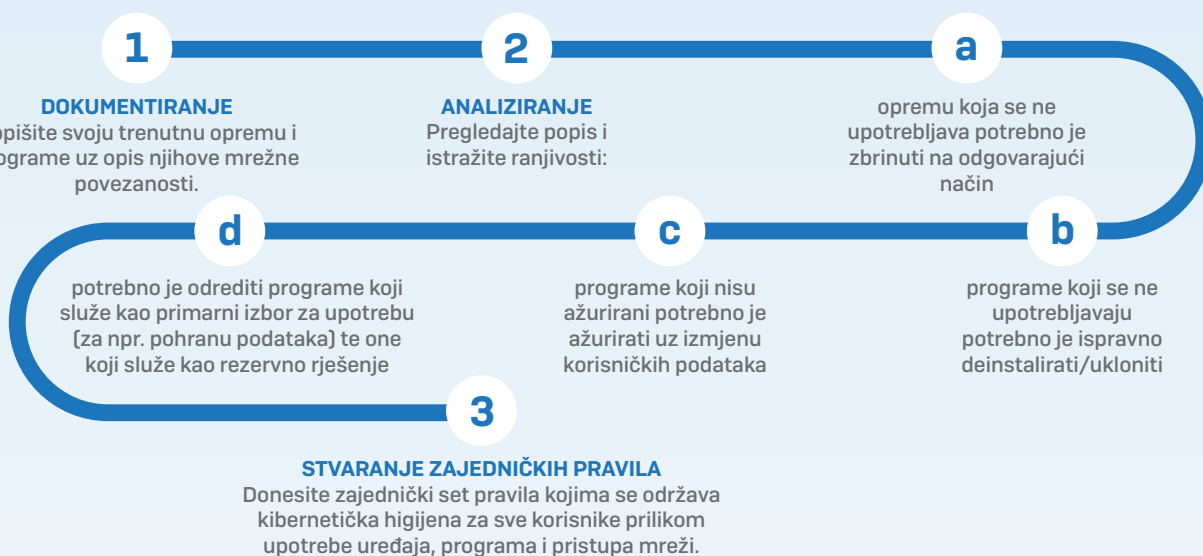 1
DOKUMENTIRANJE
opišite svoju trenutnu opremu i
ograme uz opis njihove mrežne
povezanosti.
2
ANALIZIRANJE
Pregledajte popis i
istražite ranjivosti:
a
opremu koja se ne
upotrebljava potrebno je
zbrinuti na odgovarajući
način
b
programe koji se ne
upotrebljavaju
potrebno je ispravno
deinstalirati/ukloniti
c
programe koji nisu
ažurirani potrebno je
ažurirati uz izmjenu
korisničkih podataka
d
potrebno je odrediti programe koji
služe kao primarni izbor za upotrebu
(za npr. pohranu podataka) te one
koji služe kao rezervno rješenje
3
STVARANJE ZAJEDNIČKIH PRAVILA
Donesite zajednički set pravila kojima se održava
kibernetička higijena za sve korisnike prilikom
upotrebe uređaja, programa i pristupa mreži.